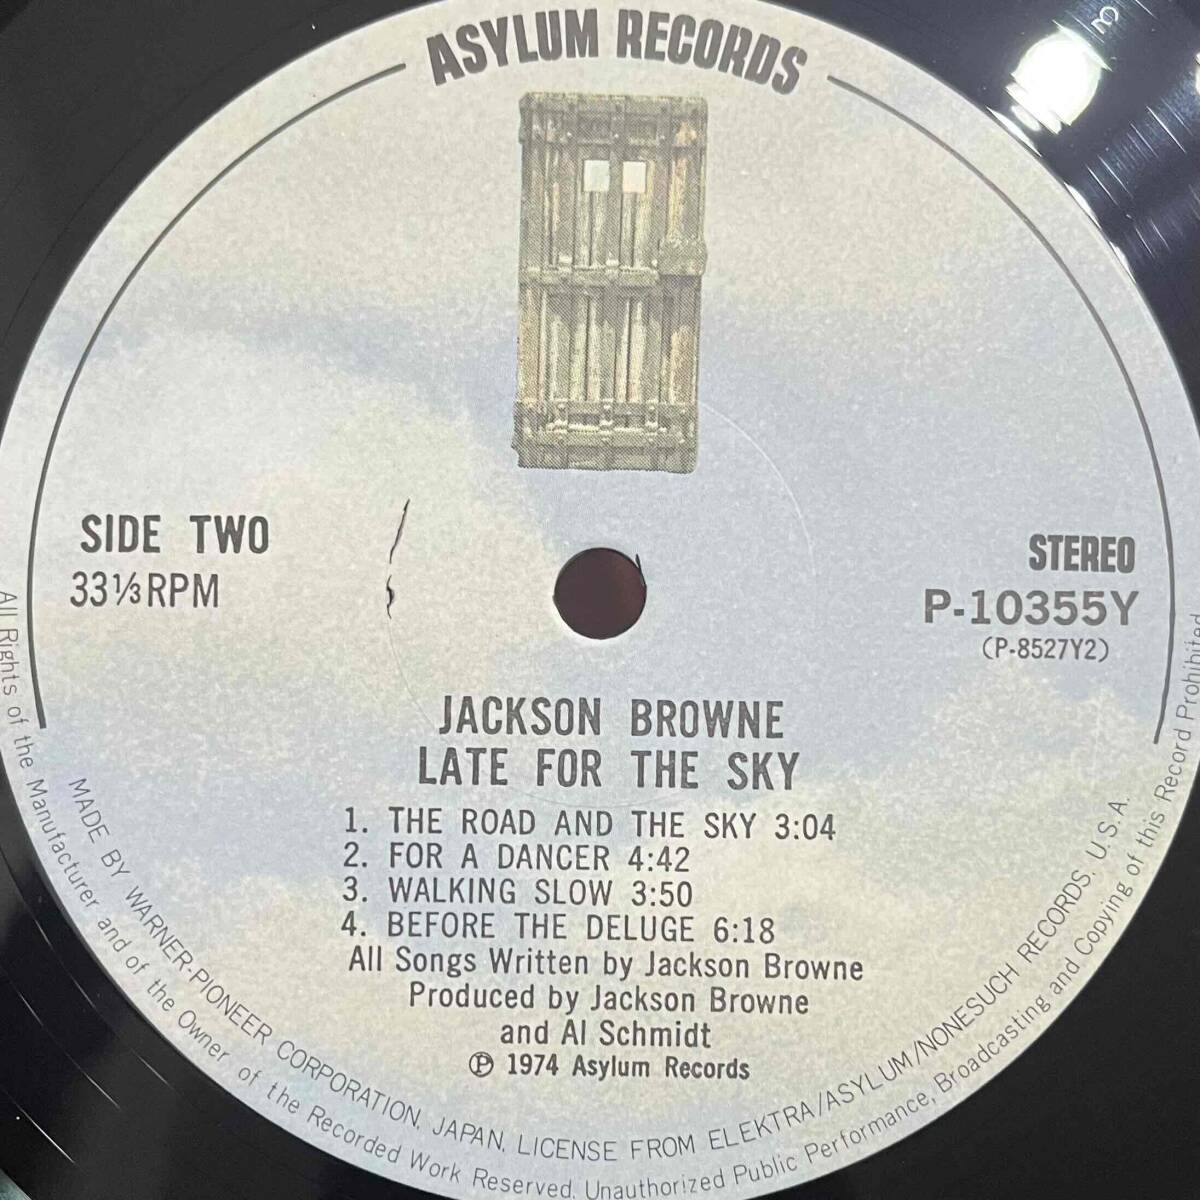 ASYLUM RECORDS
SIDE TWO
33⅓ RPM
STEREO
P-10355Y
(P-8527Y2)
JACKSON BROWNE
LATE FOR THE SKY
1. THE ROAD AND THE SKY 3:04
2. FOR A DANCER 4:42
3. WALKING SLOW 3:50
4. BEFORE THE DELUGE 6:18
All Songs Written by Jackson Browne
Produced by Jackson Browne
and Al Schmidt
Ⓟ 1974 Asylum Records
MADE BY WARNER-PIONEER CORPORATION, JAPAN, LICENSE FROM ELEKTRA/ASYLUM/NONESUCH RECORDS, U.S.A.
All Rights of the Manufacturer and of the Owner of the Recorded Work Reserved. Unauthorized Public Performance, Broadcasting and Copying of this Record Prohibited